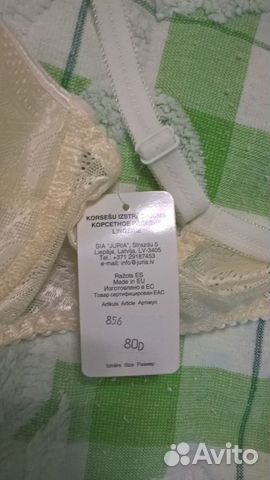 KORSEŠU IZSTRĀDĀJUMS
КОРСЕТНОЕ ИЗДЕЛИЕ
LINGERIE
SIA "JURIA", Strazdu 5
Liepāja, Latvija, LV-3405
Tel.: +371 29187453
e-mail: info@juria.lv
Ražots ES
Made in EU
Изготовлено в ЕС
Товар сертифицирован ЕАС
Artikuls Article Артикул
856
80D
Izmērs Size Размер
Avito